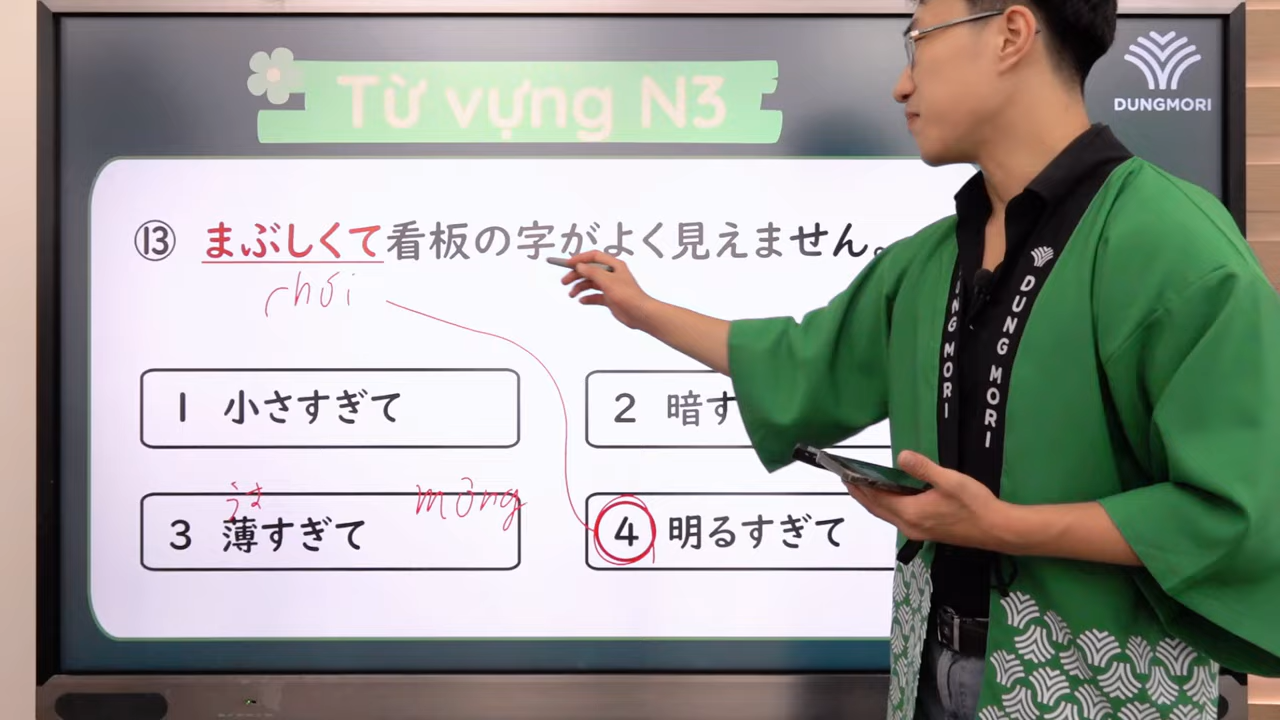 Từ vựng N3
DUNGMORI
⑬ まぶしくて看板の字がよく見えません。
chói
1 小さすぎて
2 暗す
うす
mỏng
3 薄すぎて
4 明るすぎて
DUNG MORI
DUNG MORI